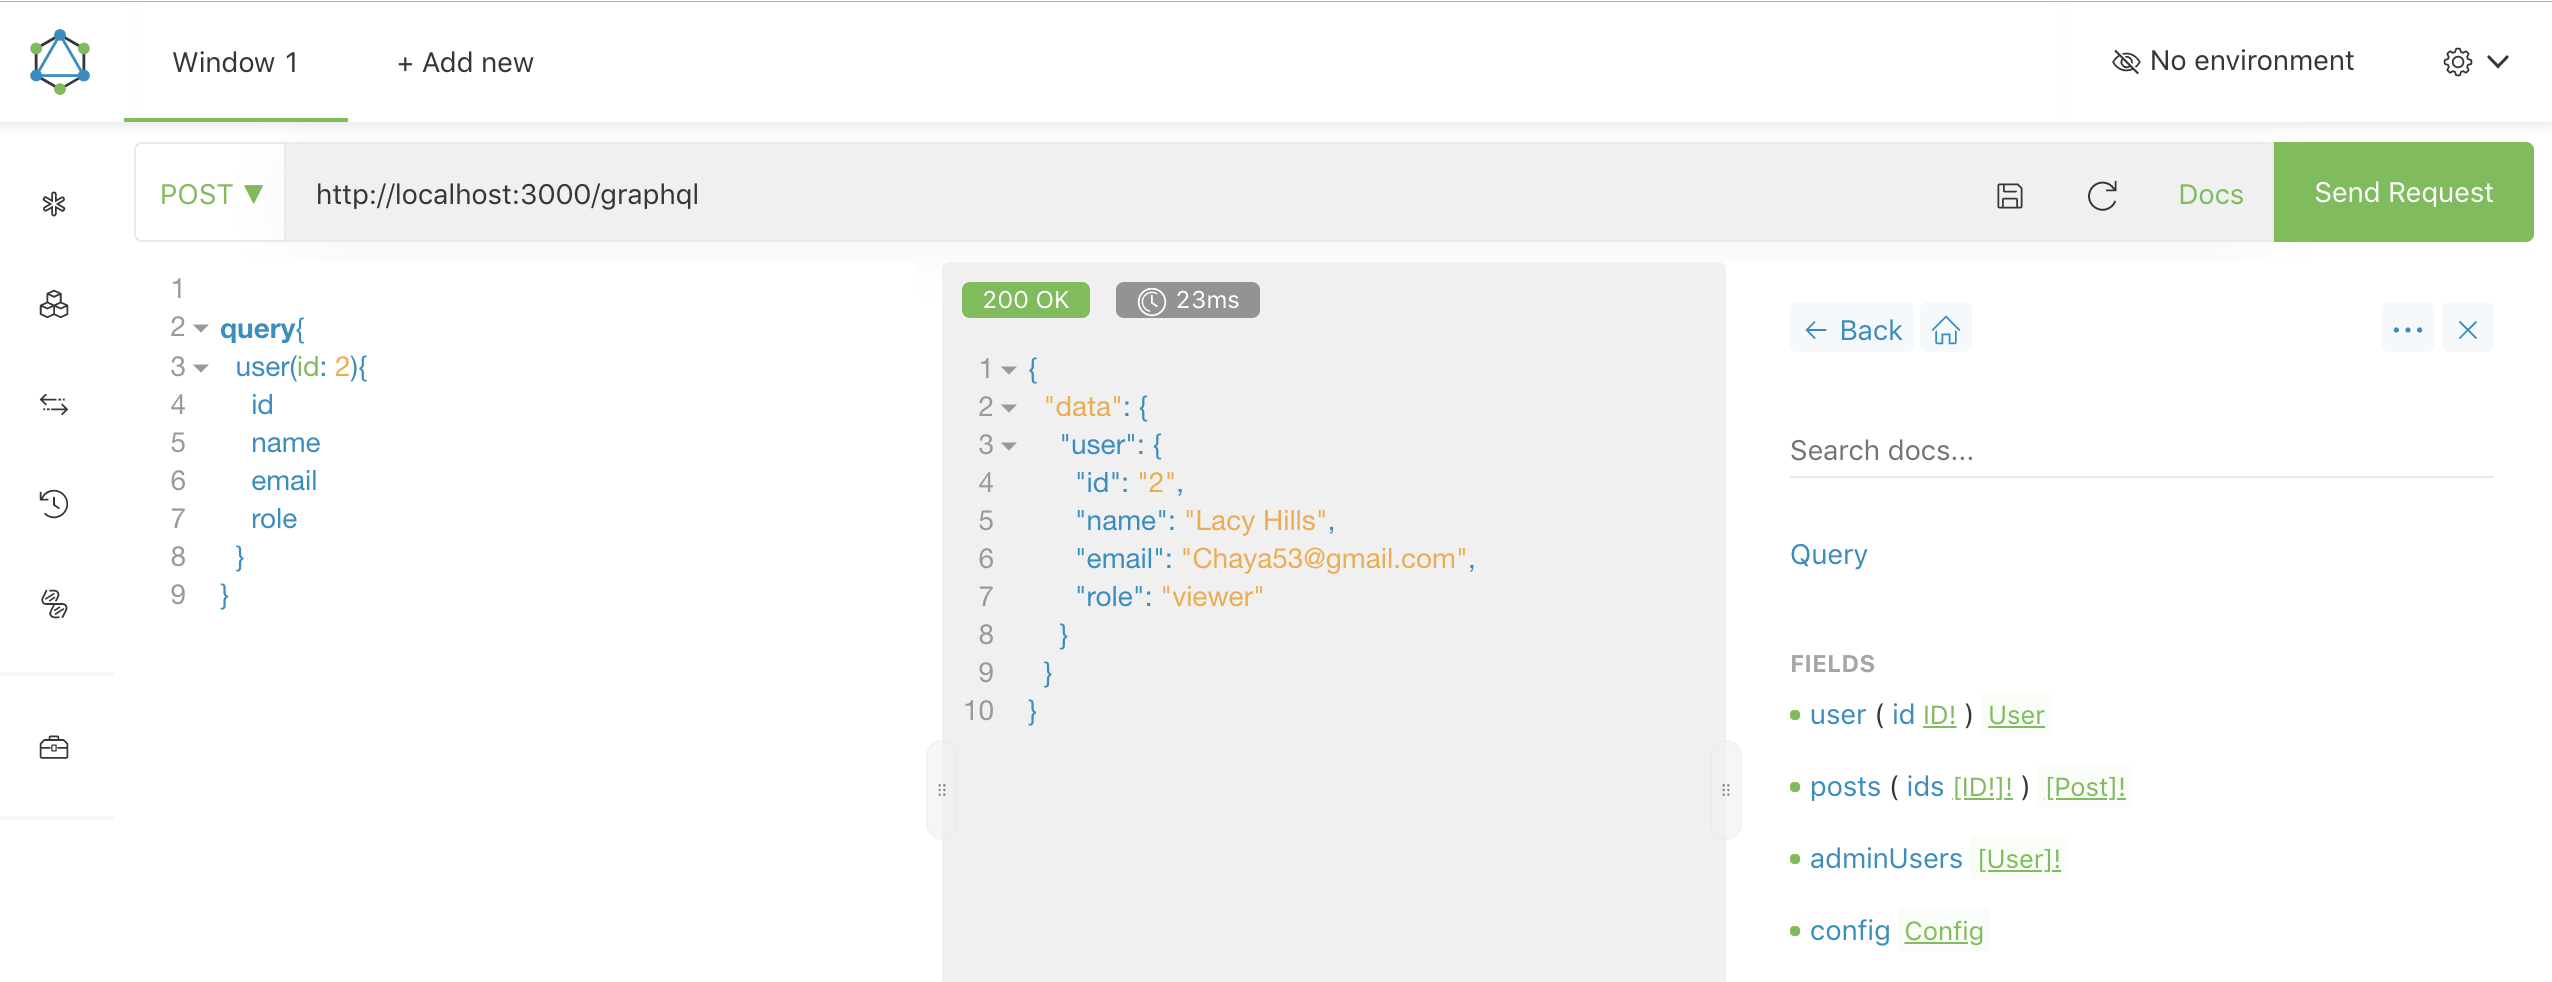 Window 1
+ Add new
No environment
POST ▼
http://localhost:3000/graphql
Docs
Send Request
1
2 query{
3 user(id: 2){
4 id
5 name
6 email
7 role
8 }
9 }
200 OK
23ms
1 {
2 "data": {
3 "user": {
4 "id": "2",
5 "name": "Lacy Hills",
6 "email": "Chaya53@gmail.com",
7 "role": "viewer"
8 }
9 }
10 }
← Back
Search docs...
Query
FIELDS
user ( id ID! ) User
posts ( ids [ID!]! ) [Post]!
adminUsers [User]!
config Config